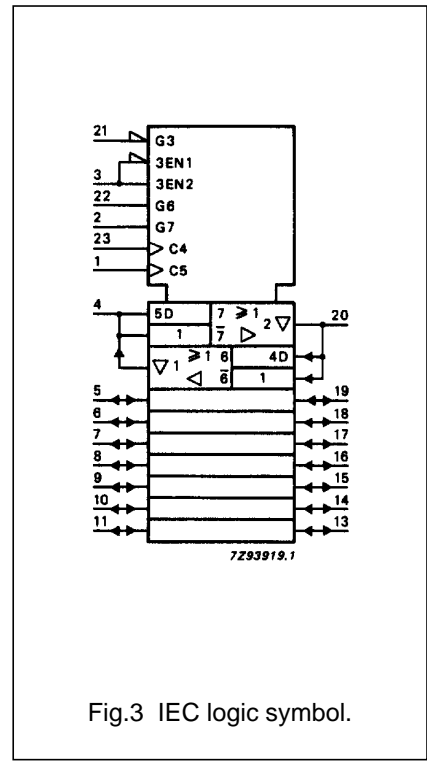 21 G3
3EN1
3 3EN2
22 G6
2 G7
23 C4
1 C5
4 5D 7 ≥1 2 20
1 7̅
1 ≥1 6 4D
6̅ 1
5 19
6 18
7 17
8 16
9 15
10 14
11 13
7Z93919.1
Fig.3 IEC logic symbol.